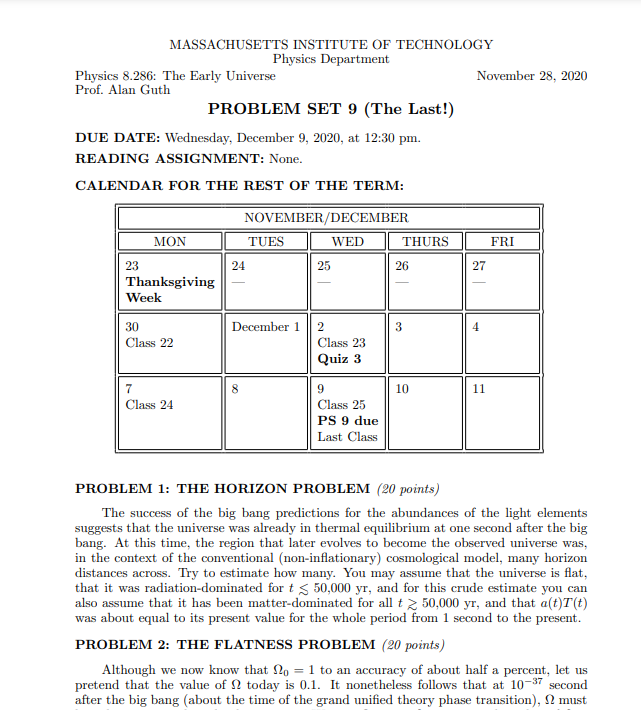 MASSACHUSETTS INSTITUTE OF TECHNOLOGY
Physics Department
Physics 8.286: The Early Universe November 28, 2020
Prof. Alan Guth
PROBLEM SET 9 (The Last!)
DUE DATE: Wednesday, December 9, 2020, at 12:30 pm.
READING ASSIGNMENT: None.
CALENDAR FOR THE REST OF THE TERM:
NOVEMBER/DECEMBER
MON TUES WED THURS FRI
23 24 25 26 27
Thanksgiving — — — —
Week
30 December 1 2 3 4
Class 22 Class 23
Quiz 3
7 8 9 10 11
Class 24 Class 25
PS 9 due
Last Class
PROBLEM 1: THE HORIZON PROBLEM (20 points)
The success of the big bang predictions for the abundances of the light elements
suggests that the universe was already in thermal equilibrium at one second after the big
bang. At this time, the region that later evolves to become the observed universe was,
in the context of the conventional (non-inflationary) cosmological model, many horizon
distances across. Try to estimate how many. You may assume that the universe is flat,
that it was radiation-dominated for t ≲ 50,000 yr, and for this crude estimate you can
also assume that it has been matter-dominated for all t ≳ 50,000 yr, and that a(t)T(t)
was about equal to its present value for the whole period from 1 second to the present.
PROBLEM 2: THE FLATNESS PROBLEM (20 points)
Although we now know that Ω₀ = 1 to an accuracy of about half a percent, let us
pretend that the value of Ω today is 0.1. It nonetheless follows that at 10⁻³⁷ second
after the big bang (about the time of the grand unified theory phase transition), Ω must